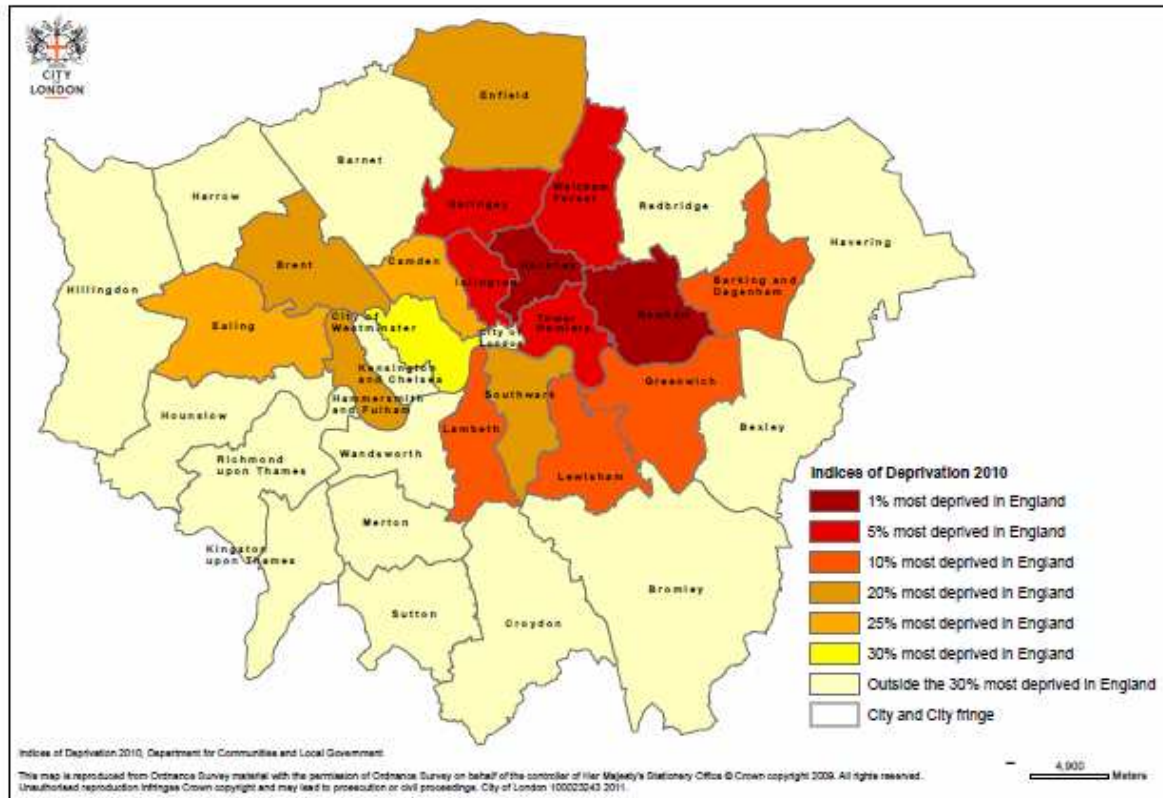 CITY
OF
LONDON
Enfield
Barnet
Harrow
Haringey
Waltham
Forest
Redbridge
Havering
Hillingdon
Brent
Camden
Islington
Hackney
Newham
Barking and
Dagenham
Ealing
City of
Westminster
City of
London
Tower
Hamlets
Kensington
and Chelsea
Hammersmith
and Fulham
Southwark
Greenwich
Hounslow
Lambeth
Lewisham
Bexley
Richmond
upon Thames
Wandsworth
Merton
Kingston
upon Thames
Sutton
Croydon
Bromley
Indices of Deprivation 2010
1% most deprived in England
5% most deprived in England
10% most deprived in England
20% most deprived in England
25% most deprived in England
30% most deprived in England
Outside the 30% most deprived in England
City and City fringe
Indices of Deprivation 2010, Department for Communities and Local Government
4,900
Meters
This map is reproduced from Ordnance Survey material with the permission of Ordnance Survey on behalf of the controller of Her Majesty's Stationery Office © Crown copyright 2009. All rights reserved.
Unauthorised reproduction infringes Crown copyright and may lead to prosecution or civil proceedings, City of London 100023243 2011.